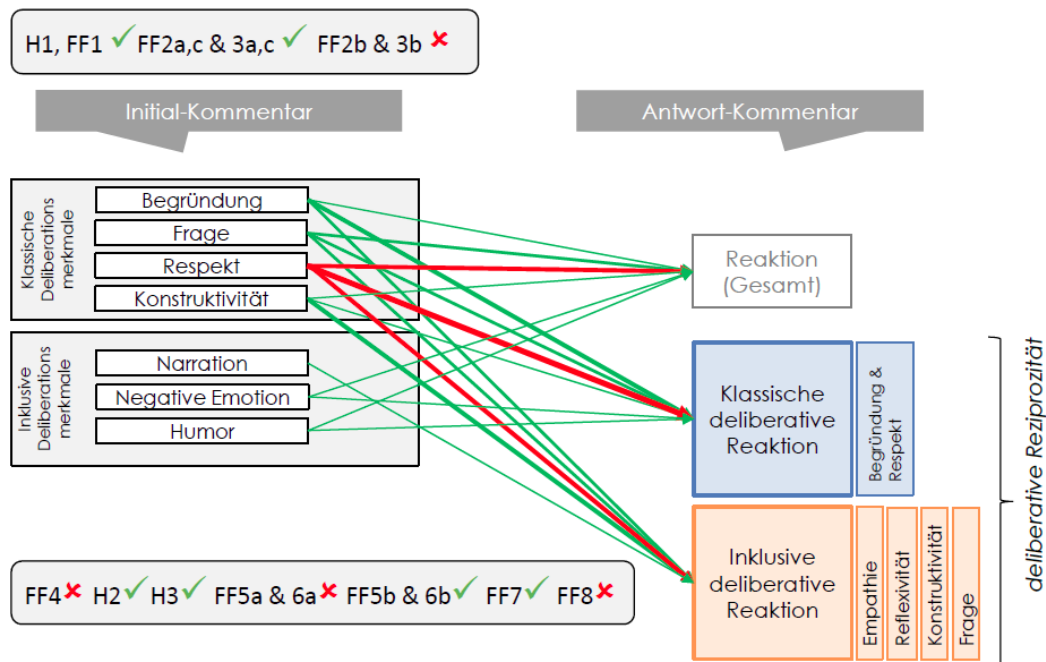 H1, FF1 ✓ FF2a,c & 3a,c ✓ FF2b & 3b ✘
Initial-Kommentar
Antwort-Kommentar
Klassische
Deliberations
merkmale
Begründung
Frage
Respekt
Konstruktivität
Inklusive
Deliberations
merkmale
Narration
Negative Emotion
Humor
Reaktion
(Gesamt)
Klassische
deliberative
Reaktion
Begründung &
Respekt
Inklusive
deliberative
Reaktion
Empathie
Reflexivität
Konstruktivität
Frage
deliberative Reziprozität
FF4 ✘ H2 ✓ H3 ✓ FF5a & 6a ✘ FF5b & 6b ✓ FF7 ✓ FF8 ✘